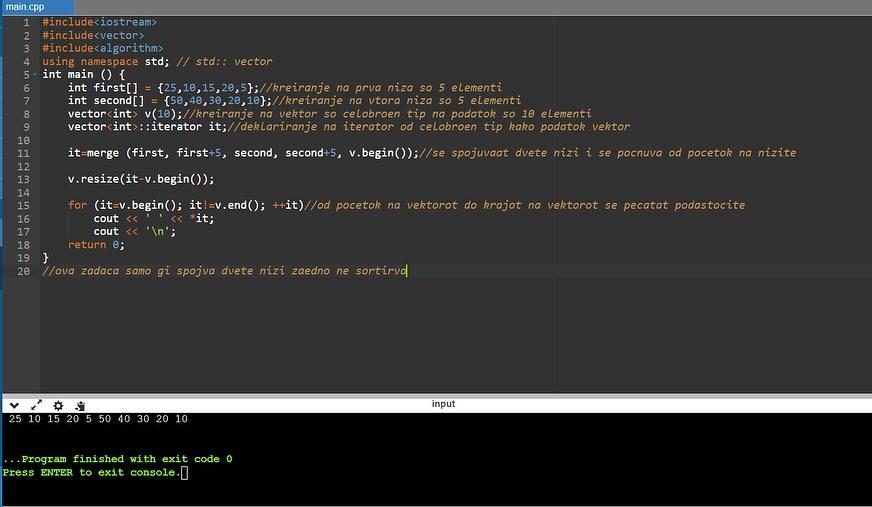 main.cpp
1 #include<iostream>
2 #include<vector>
3 #include<algorithm>
4 using namespace std; // std:: vector
5 int main () {
6 int first[] = {25,10,15,20,5};//kreiranje na prva niza so 5 elementi
7 int second[] = {50,40,30,20,10};//kreiranje na vtora niza so 5 elementi
8 vector<int> v(10);//kreiranje na vektor so celobroen tip na podatok so 10 elementi
9 vector<int>::iterator it;//deklariranje na iterator od celobroen tip kako podatok vektor
10
11 it=merge (first, first+5, second, second+5, v.begin());//se spojuvaat dvete nizi i se pocnuva od pocetok na nizite
12
13 v.resize(it-v.begin());
14
15 for (it=v.begin(); it!=v.end(); ++it)//od pocetok na vektorot do krajot na vektorot se pecatat podastocite
16 cout << ' ' << *it;
17 cout << '\n';
18 return 0;
19 }
20 //ova zadaca samo gi spojva dvete nizi zaedno ne sortirva
input
25 10 15 20 5 50 40 30 20 10
...Program finished with exit code 0
Press ENTER to exit console.